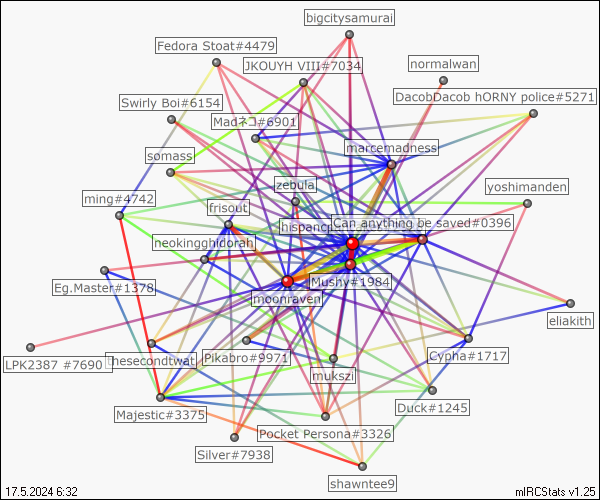 bigcitysamurai
Fedora Stoat#4479
JKOUYH VIII#7034
normalwan
Swirly Boi#6154
DacobDacob hORNY police#5271
Madネコ#6901
marcemadness
somass
zebula
yoshimanden
ming#4742
frisout
Can anything be saved#0396
neokingghidorah
Mushy#1984
Eg.Master#1378
moonraven
eliakith
LPK2387 #7690
thesecondtwat
Pikabro#9971
Cypha#1717
mukszi
Majestic#3375
Duck#1245
Pocket Persona#3326
Silver#7938
shawntee9
17.5.2024 6:32
mIRCStats v1.25